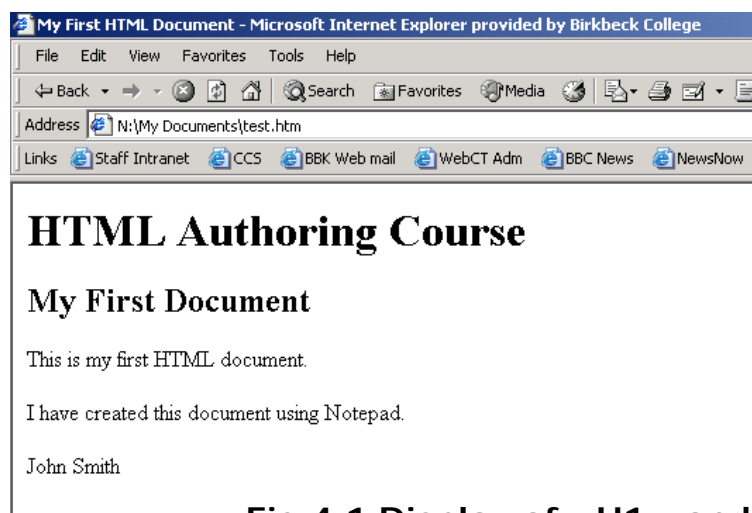 My First HTML Document - Microsoft Internet Explorer provided by Birkbeck College
File Edit View Favorites Tools Help
Back Search Favorites Media
Address N:\My Documents\test.htm
Links Staff Intranet CCS BBK Web mail WebCT Adm BBC News NewsNow
HTML Authoring Course
My First Document
This is my first HTML document.
I have created this document using Notepad.
John Smith